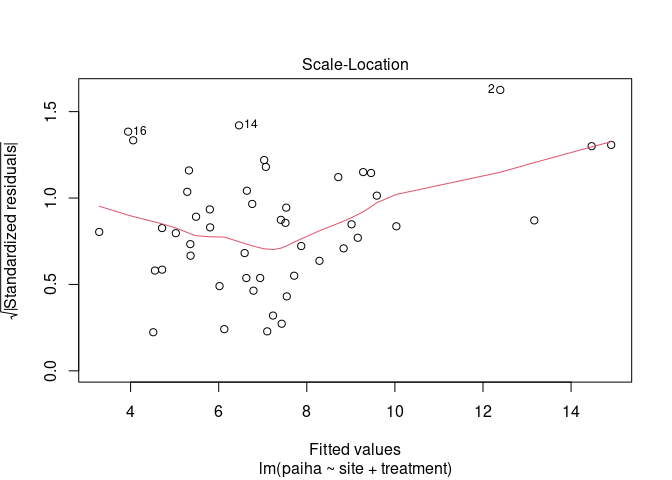 Scale-Location
√|Standardized residuals|
1.5
1.0
0.5
0.0
2
16
14
4 6 8 10 12 14
Fitted values
lm(paiha ~ site + treatment)